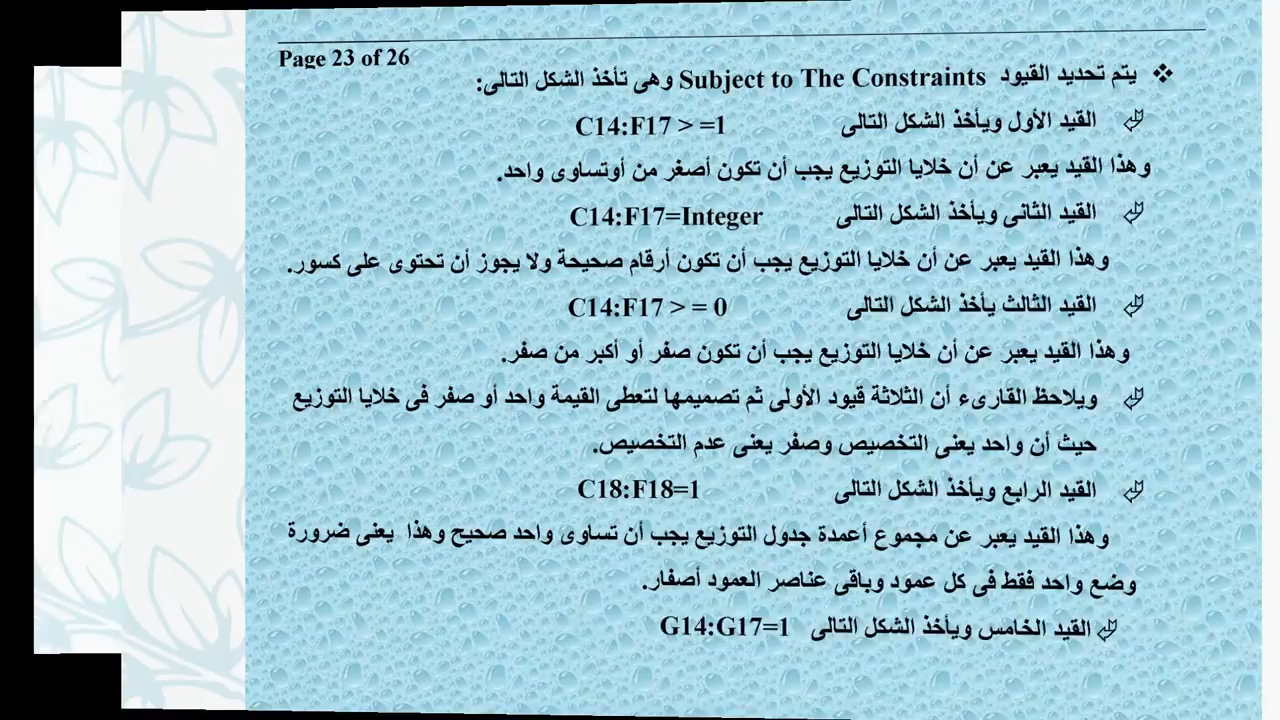 Page 23 of 26
يتم تحديد القيود Subject to The Constraints وهى تأخذ الشكل التالى:
القيد الأول ويأخذ الشكل التالى C14:F17 > =1
وهذا القيد يعبر عن أن خلايا التوزيع يجب أن تكون أصغر من أوتساوى واحد.
القيد الثانى ويأخذ الشكل التالى C14:F17=Integer
وهذا القيد يعبر عن أن خلايا التوزيع يجب أن تكون أرقام صحيحة ولا يجوز أن تحتوى على كسور.
القيد الثالث يأخذ الشكل التالى C14:F17 > = 0
وهذا القيد يعبر عن أن خلايا التوزيع يجب أن تكون صفر أو أكبر من صفر.
ويلاحظ القارىء أن الثلاثة قيود الأولى ثم تصميمها لتعطى القيمة واحد أو صفر فى خلايا التوزيع
حيث أن واحد يعنى التخصيص وصفر يعنى عدم التخصيص.
القيد الرابع ويأخذ الشكل التالى C18:F18=1
وهذا القيد يعبر عن مجموع أعمدة جدول التوزيع يجب أن تساوى واحد صحيح وهذا يعنى ضرورة
وضع واحد فقط فى كل عمود وباقى عناصر العمود أصفار.
القيد الخامس ويأخذ الشكل التالى G14:G17=1